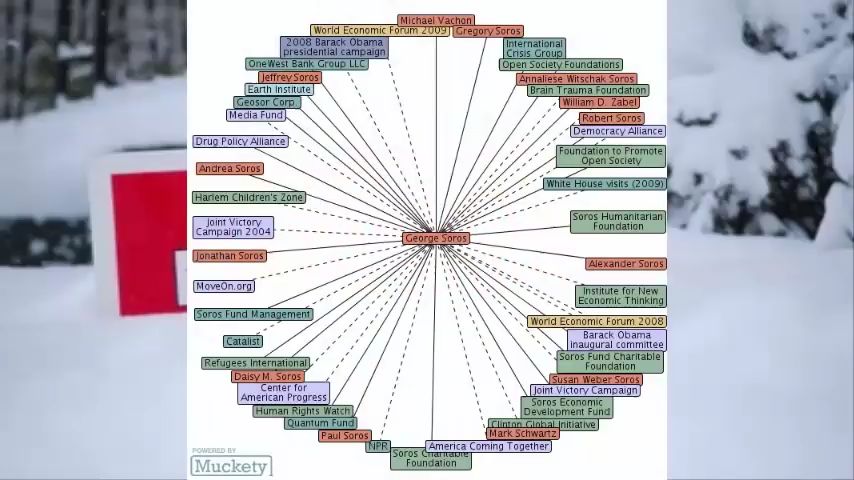 Michael Vachon
World Economic Forum 2009
Gregory Soros
2008 Barack Obama
presidential campaign
International
Crisis Group
OneWest Bank Group LLC
Open Society Foundations
Jeffrey Soros
Annaliese Witschak Soros
Earth Institute
Brain Trauma Foundation
Geosor Corp.
William D. Zabel
Media Fund
Robert Soros
Democracy Alliance
Drug Policy Alliance
Foundation to Promote
Open Society
Andrea Soros
White House visits (2009)
Harlem Children's Zone
Joint Victory
Campaign 2004
Soros Humanitarian
Foundation
George Soros
Jonathan Soros
Alexander Soros
MoveOn.org
Institute for New
Economic Thinking
Soros Fund Management
World Economic Forum 2008
Catalist
Barack Obama
inaugural committee
Refugees International
Soros Fund Charitable
Foundation
Daisy M. Soros
Susan Weber Soros
Center for
American Progress
Joint Victory Campaign
Human Rights Watch
Soros Economic
Development Fund
Quantum Fund
Clinton Global Initiative
Paul Soros
Mark Schwartz
NPR
America Coming Together
Soros Charitable
Foundation
POWERED BY
Muckety